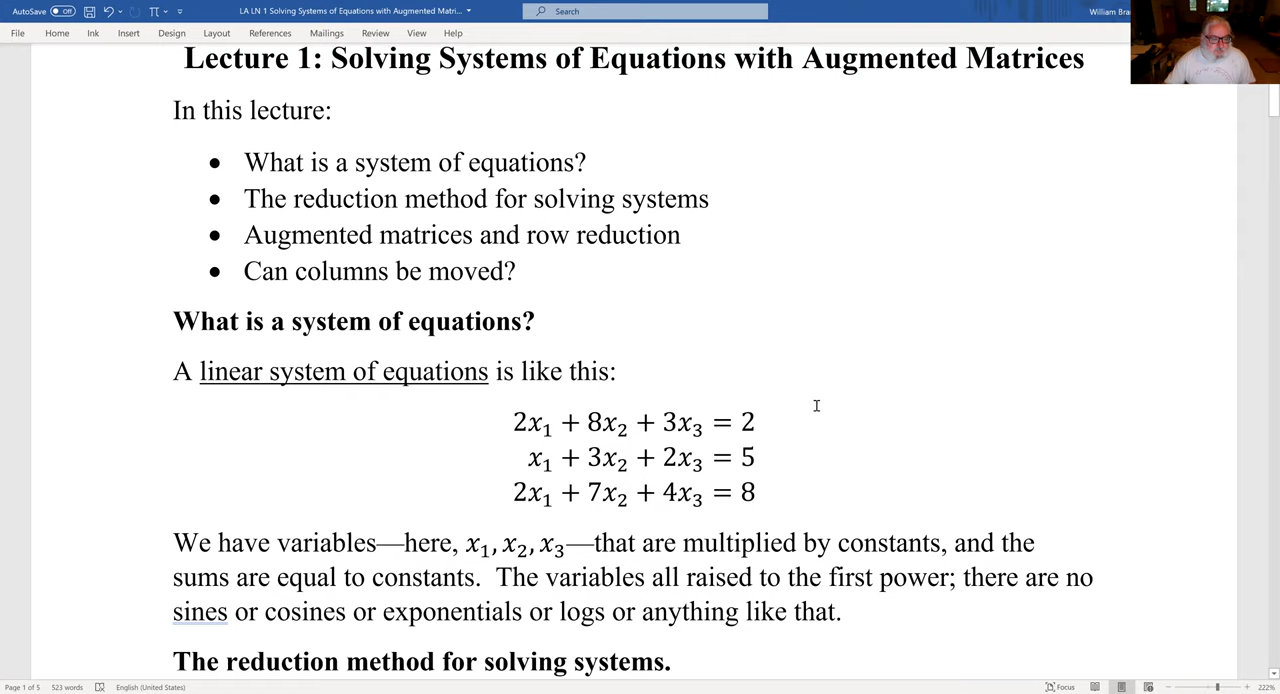 AutoSave Off LA LN 1 Solving Systems of Equations with Augmented Matri... Search William Bra
File Home Ink Insert Design Layout References Mailings Review View Help
Lecture 1: Solving Systems of Equations with Augmented Matrices
In this lecture:
• What is a system of equations?
• The reduction method for solving systems
• Augmented matrices and row reduction
• Can columns be moved?
What is a system of equations?
A linear system of equations is like this:
2x₁ + 8x₂ + 3x₃ = 2
x₁ + 3x₂ + 2x₃ = 5
2x₁ + 7x₂ + 4x₃ = 8
We have variables—here, x₁, x₂, x₃—that are multiplied by constants, and the
sums are equal to constants. The variables all raised to the first power; there are no
sines or cosines or exponentials or logs or anything like that.
The reduction method for solving systems.
Page 1 of 5 523 words English (United States) Focus 222%